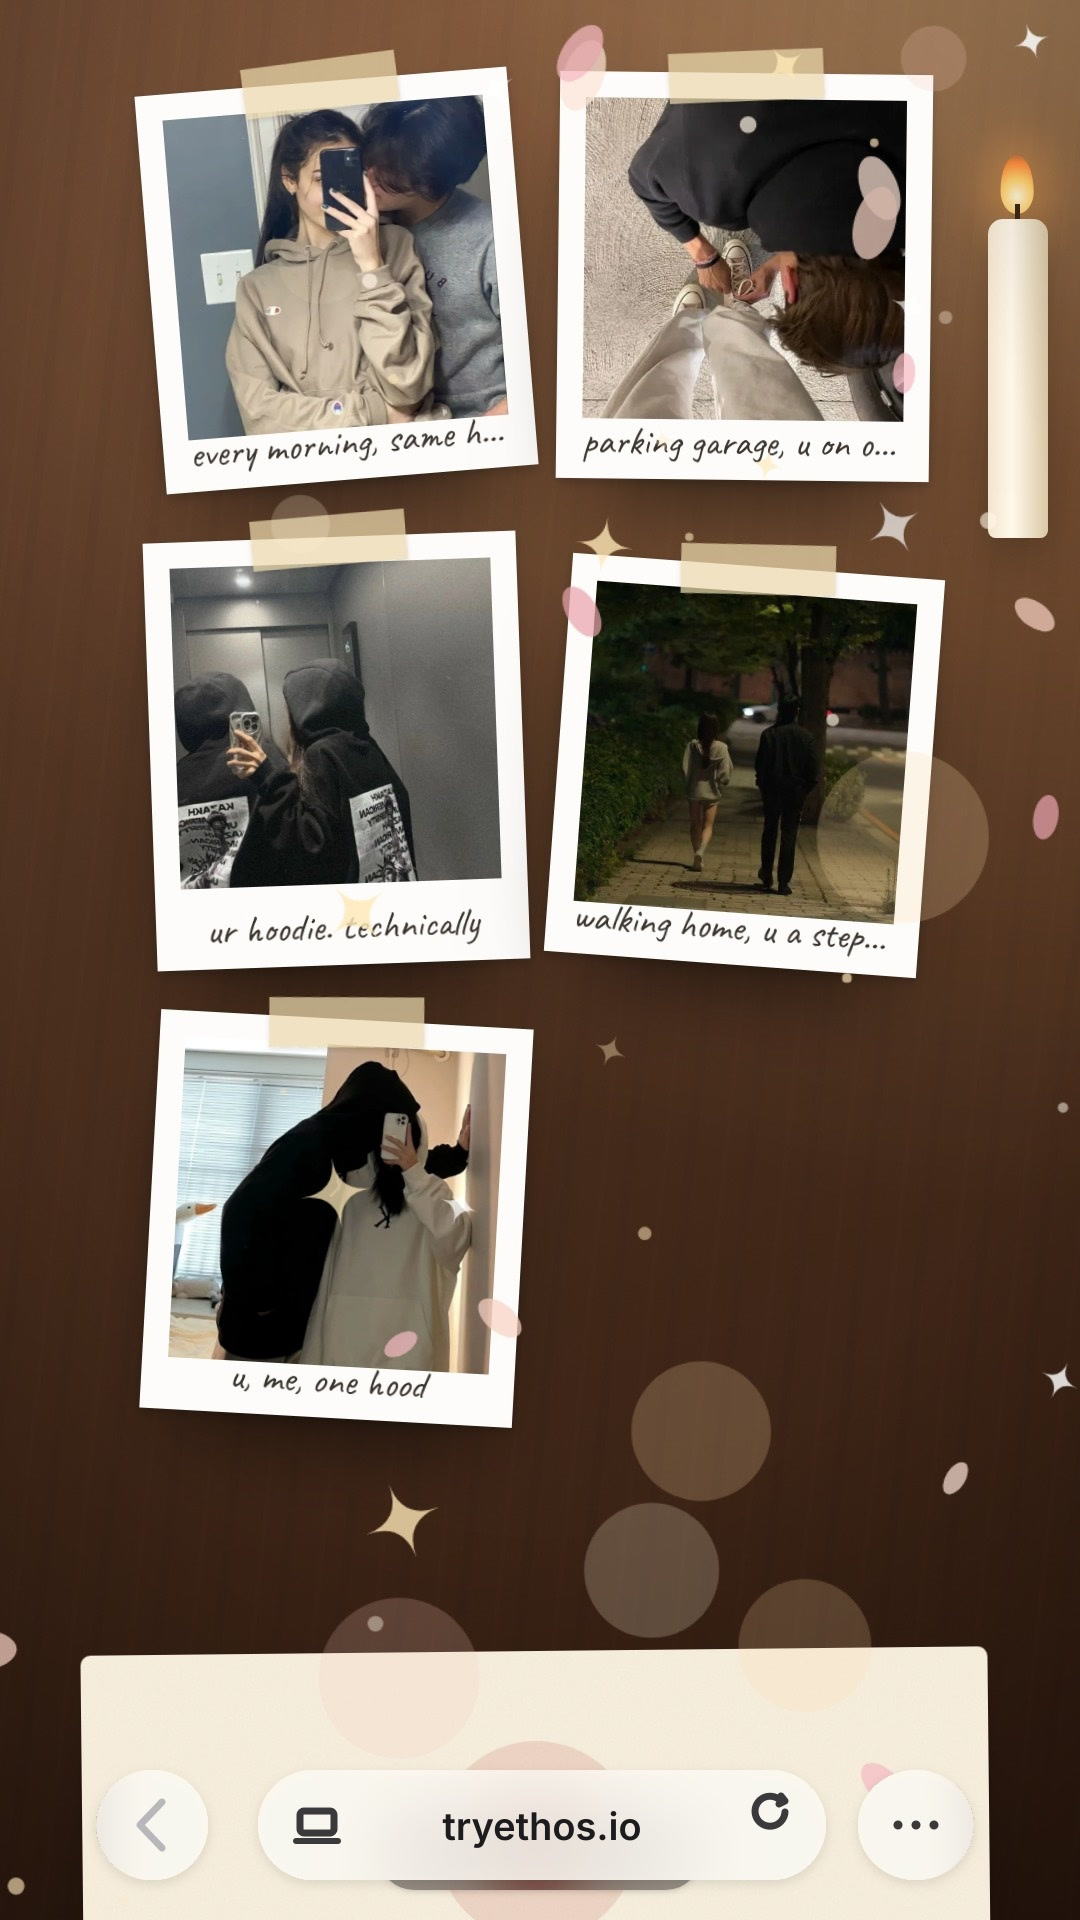 every morning, same h...
parking garage, u on o...
ur hoodie. technically
walking home, u a step...
u, me, one hood
tryethos.io